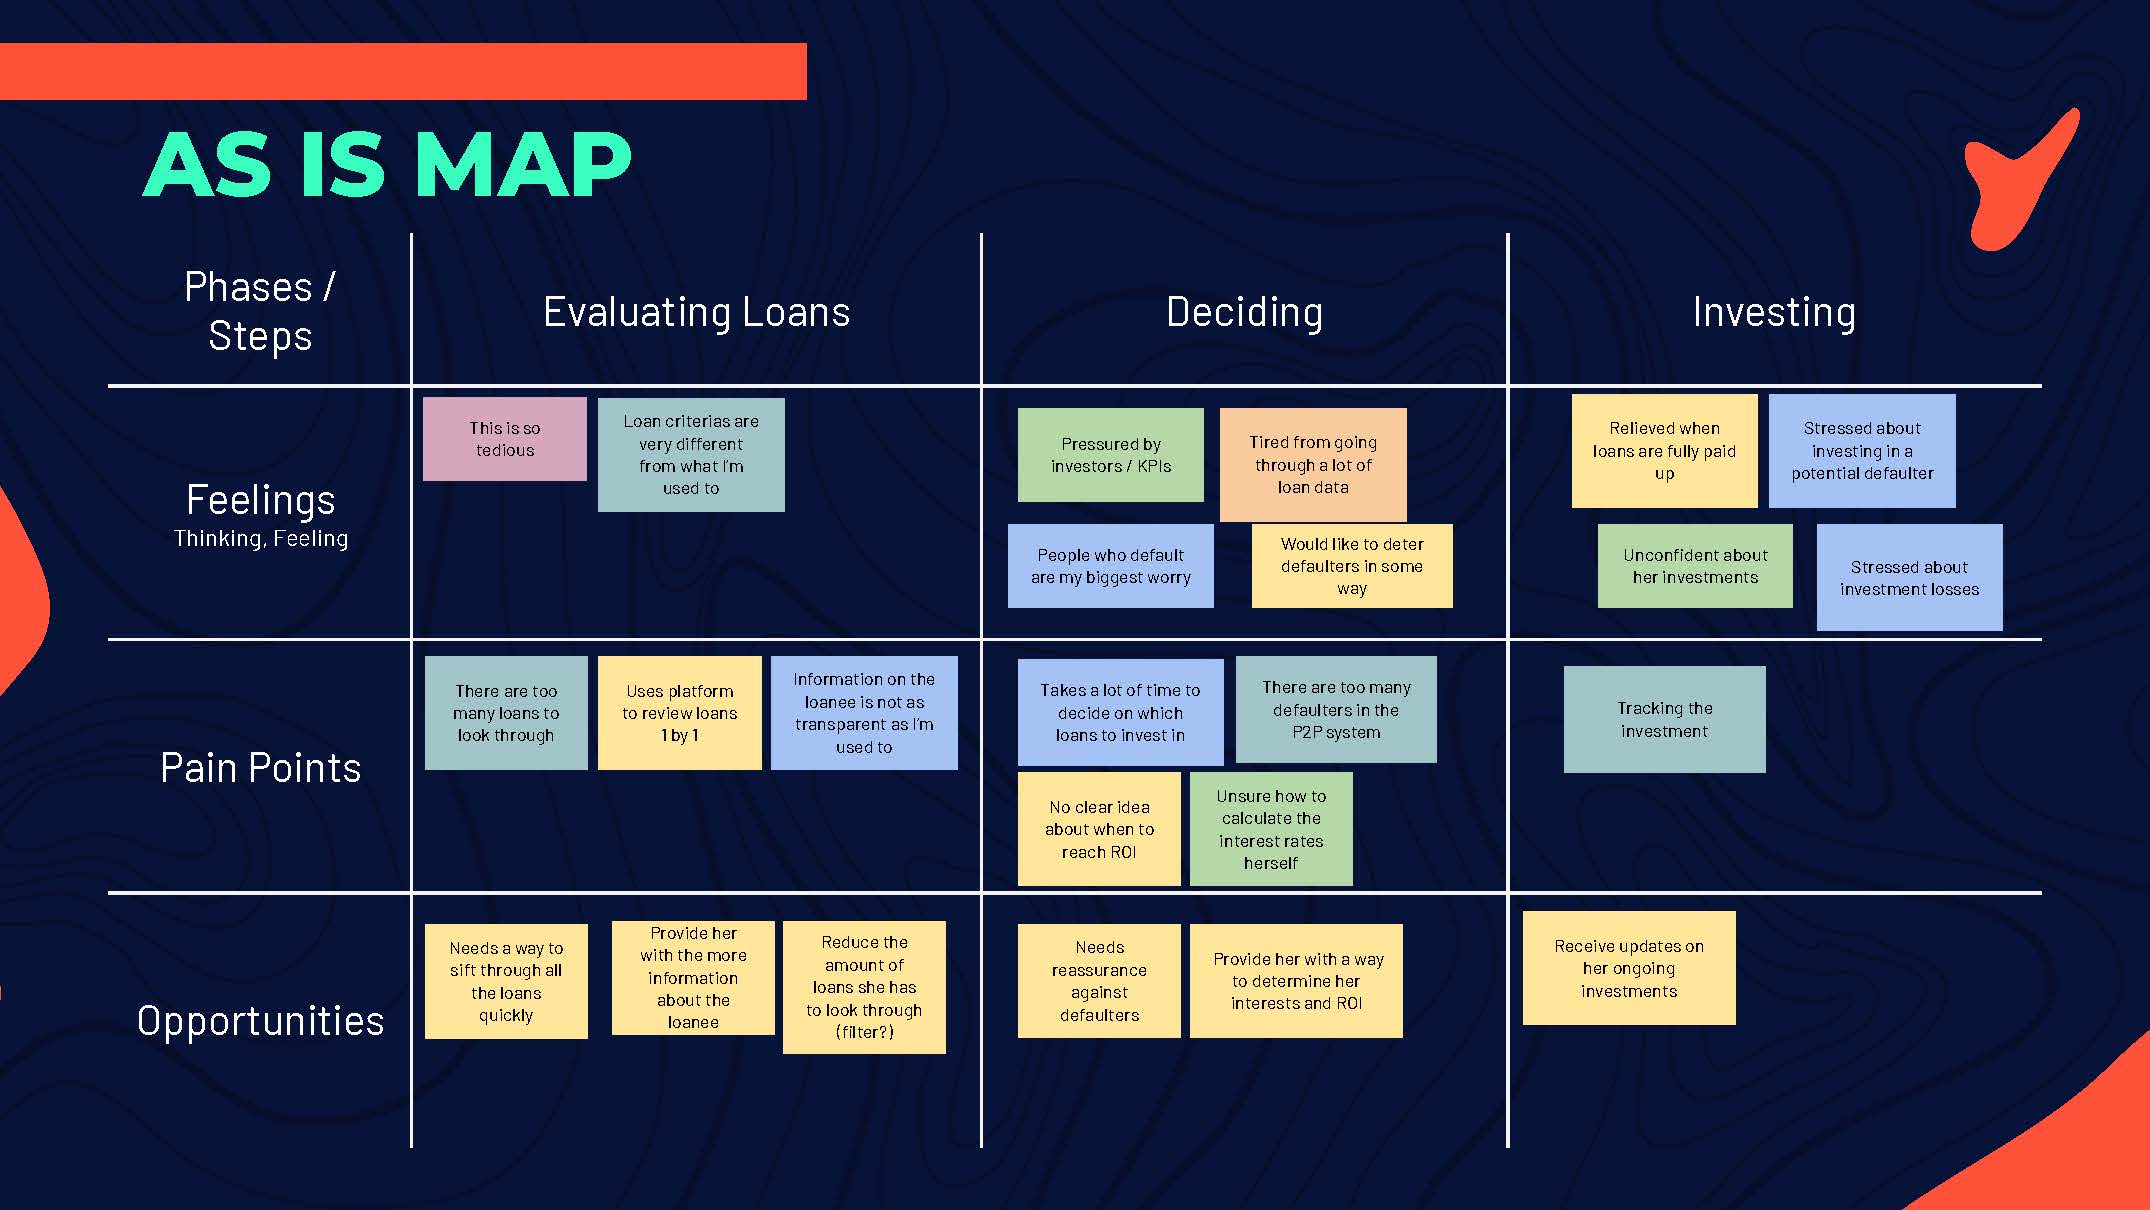 AS IS MAP
Phases /
Steps
Evaluating Loans
Deciding
Investing
Feelings
Thinking, Feeling
This is so
tedious
Loan criterias are
very different
from what I'm
used to
Pressured by
investors / KPIs
Tired from going
through a lot of
loan data
People who default
are my biggest worry
Would like to deter
defaulters in some
way
Relieved when
loans are fully paid
up
Stressed about
investing in a
potential defaulter
Unconfident about
her investments
Stressed about
investment losses
Pain Points
There are too
many loans to
look through
Uses platform
to review loans
1 by 1
Information on the
loanee is not as
transparent as I'm
used to
Takes a lot of time to
decide on which
loans to invest in
There are too many
defaulters in the
P2P system
No clear idea
about when to
reach ROI
Unsure how to
calculate the
interest rates
herself
Tracking the
investment
Opportunities
Needs a way to
sift through all
the loans
quickly
Provide her
with the more
information
about the
loanee
Reduce the
amount of
loans she has
to look through
(filter?)
Needs
reassurance
against
defaulters
Provide her with a way
to determine her
interests and ROI
Receive updates on
her ongoing
investments